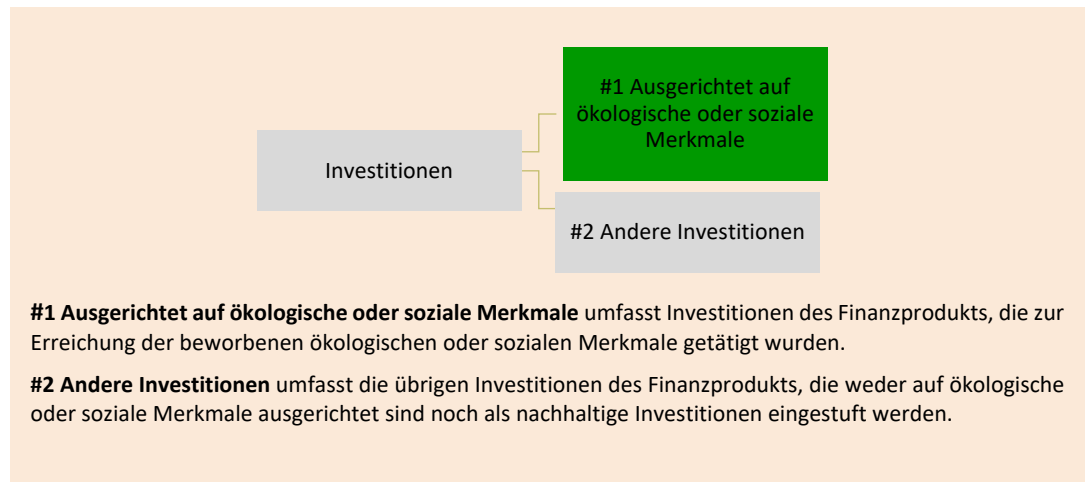 #1 Ausgerichtet auf
ökologische oder soziale
Merkmale
Investitionen
#2 Andere Investitionen
#1 Ausgerichtet auf ökologische oder soziale Merkmale umfasst Investitionen des Finanzprodukts, die zur
Erreichung der beworbenen ökologischen oder sozialen Merkmale getätigt wurden.
#2 Andere Investitionen umfasst die übrigen Investitionen des Finanzprodukts, die weder auf ökologische
oder soziale Merkmale ausgerichtet sind noch als nachhaltige Investitionen eingestuft werden.